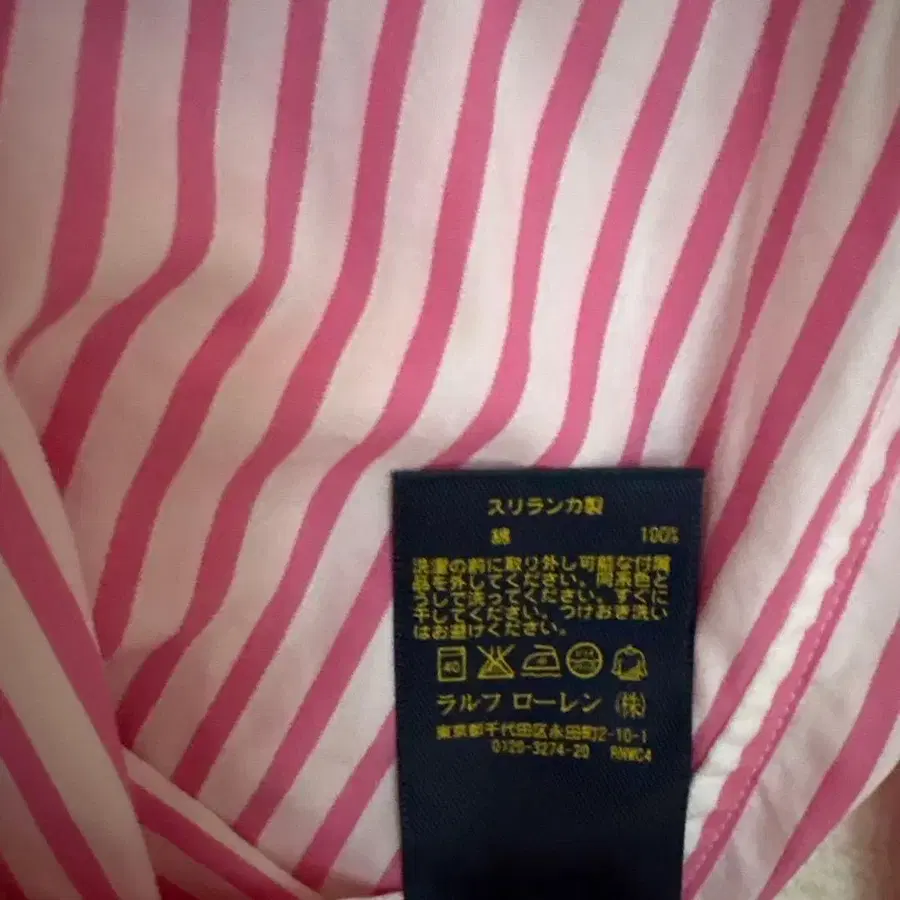 スリランカ製
綿 100%
洗濯の前に取り外し可能な付属
品を外してください。同系色と
うしで洗ってください。すぐに
干してください。つけおき洗い
はお避けください。
40
ラルフ ローレン (株)
東京都千代田区永田町2-10-1
0120-3274-20 RNWC4